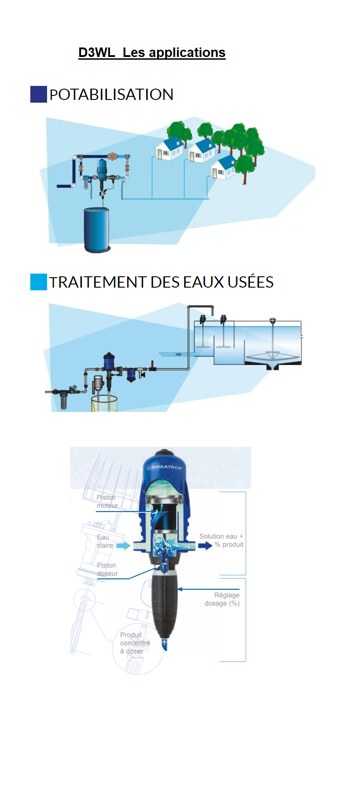 D3WL Les applications
POTABILISATION
TRAITEMENT DES EAUX USÉES
DOSATRON
Piston
moteur
Eau
claire
Solution eau +
% produit
Piston
doseur
Réglage
dosage (%)
Produit
concentré
à doser